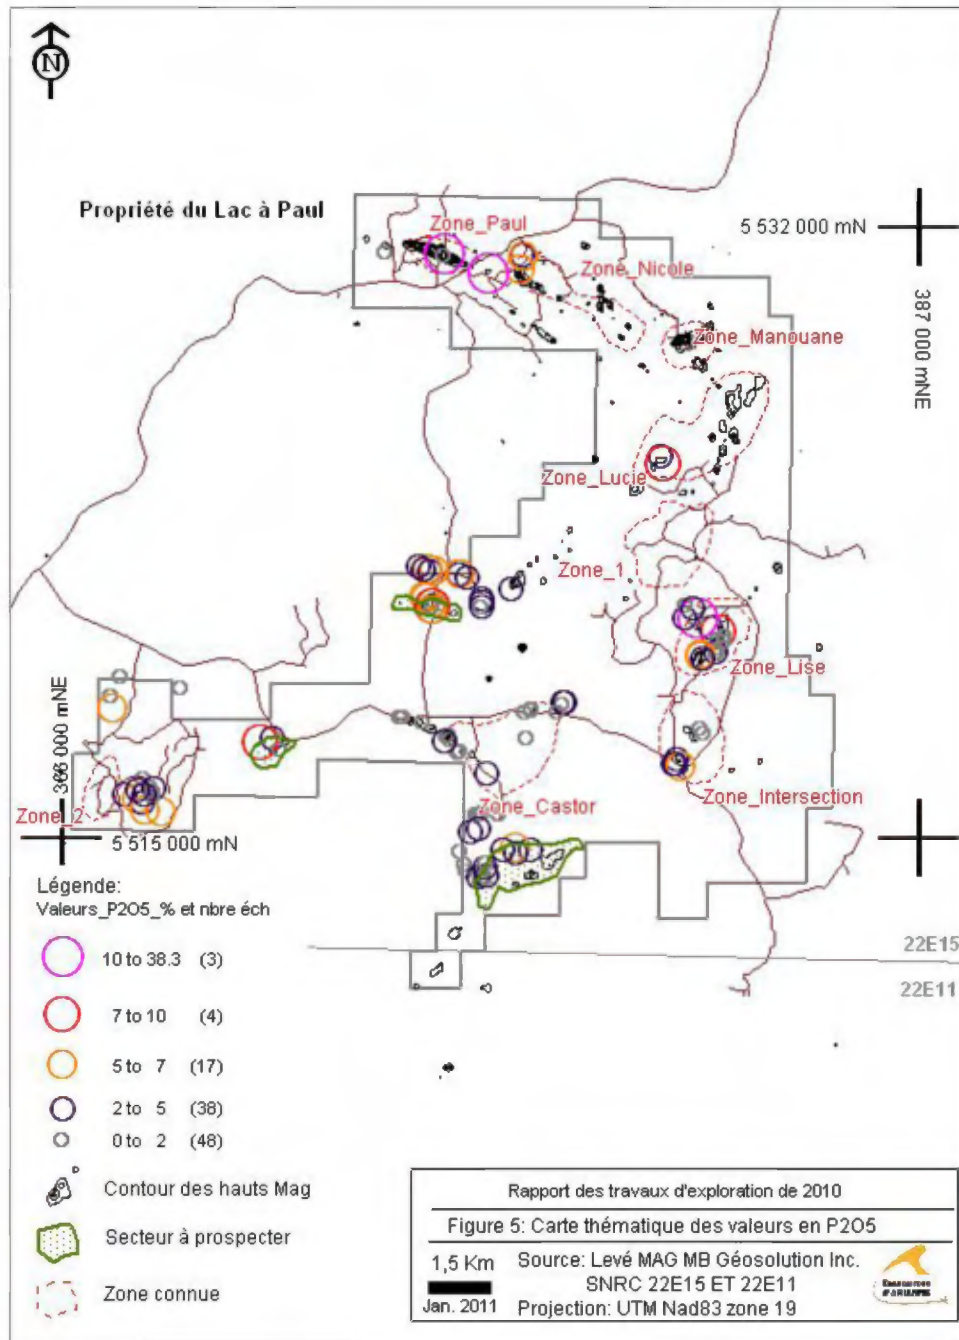 N
Propriété du Lac à Paul
Zone_Paul
5 532 000 mN
Zone_Nicole
387 000 mNE
Zone_Manouane
Zone_Lucie
Zone_1
Zone_Lise
366 000 mNE
Zone_Castor
Zone_Intersection
Zone_2
5 515 000 mN
Légende:
Valeurs_P2O5_% et nbre éch
22E15
22E11
10 to 38.3 (3)
7 to 10 (4)
5 to 7 (17)
2 to 5 (38)
0 to 2 (48)
Contour des hauts Mag
Secteur à prospecter
Zone connue
Rapport des travaux d'exploration de 2010
Figure 5: Carte thématique des valeurs en P2O5
1,5 Km
Source: Levé MAG MB Géosolution Inc.
SNRC 22E15 ET 22E11
Jan. 2011
Projection: UTM Nad83 zone 19